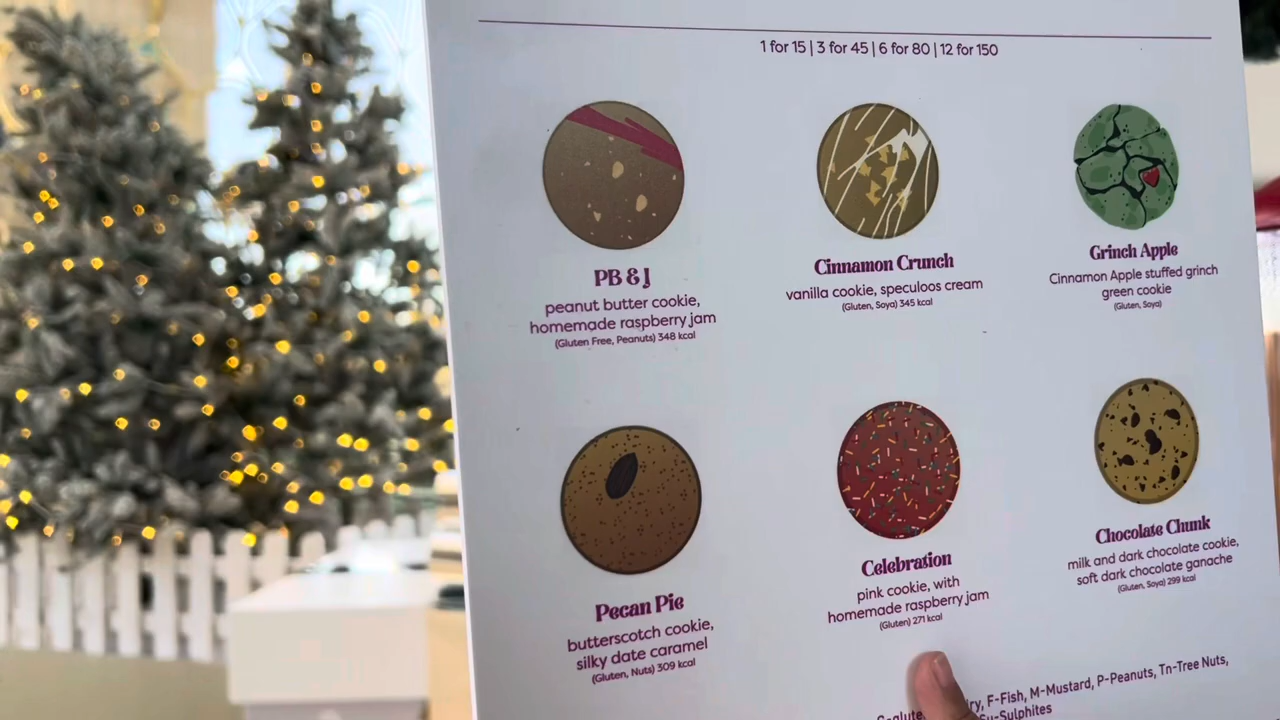 1 for 15 | 3 for 45 | 6 for 80 | 12 for 150
PB & J
peanut butter cookie,
homemade raspberry jam
(Gluten Free, Peanuts) 348 kcal
Cinnamon Crunch
vanilla cookie, speculoos cream
(Gluten, Soya) 345 kcal
Grinch Apple
Cinnamon Apple stuffed grinch
green cookie
(Gluten, Soya)
Pecan Pie
butterscotch cookie,
silky date caramel
(Gluten, Nuts) 309 kcal
Celebration
pink cookie, with
homemade raspberry jam
(Gluten) 271 kcal
Chocolate Chunk
milk and dark chocolate cookie,
soft dark chocolate ganache
(Gluten, Soya) 299 kcal
F-Fish, M-Mustard, P-Peanuts, Tn-Tree Nuts,
Su-Sulphites